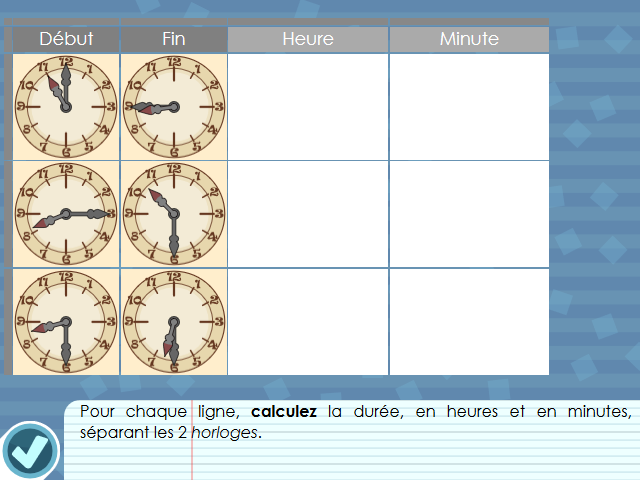 Début Fin Heure Minute
12 1 2 3 4 5 6 7 8 9 10 11
12 1 2 3 4 5 6 7 8 9 10 11
12 1 2 3 4 5 6 7 8 9 10 11
12 1 2 3 4 5 6 7 8 9 10 11
12 1 2 3 4 5 6 7 8 9 10 11
12 1 2 3 4 5 6 7 8 9 10 11
Pour chaque ligne, calculez la durée, en heures et en minutes,
séparant les 2 horloges.